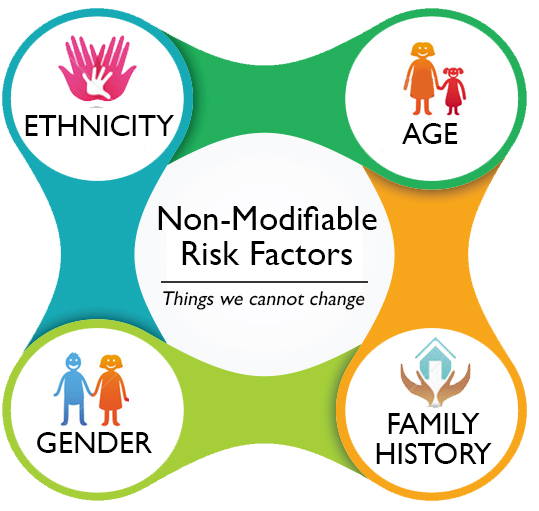 ETHNICITY
AGE
Non-Modifiable
Risk Factors
Things we cannot change
GENDER
FAMILY
HISTORY